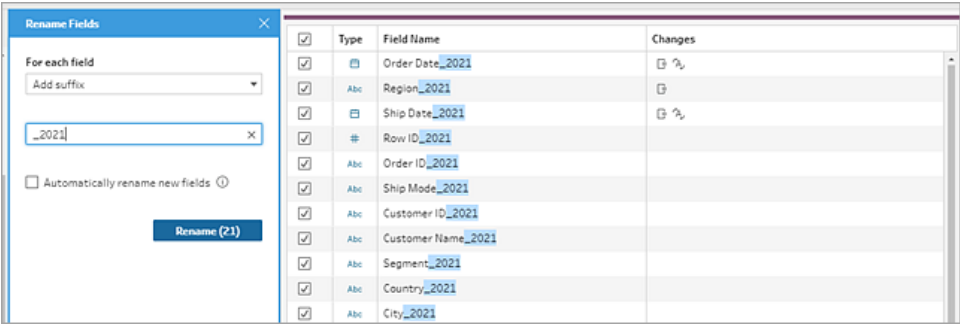 Rename Fields
For each field
Add suffix
_2021
Automatically rename new fields
Rename (21)
Type Field Name Changes
Order Date_2021
Abc Region_2021
Ship Date_2021
# Row ID_2021
Abc Order ID_2021
Abc Ship Mode_2021
Abc Customer ID_2021
Abc Customer Name_2021
Abc Segment_2021
Abc Country_2021
Abc City_2021